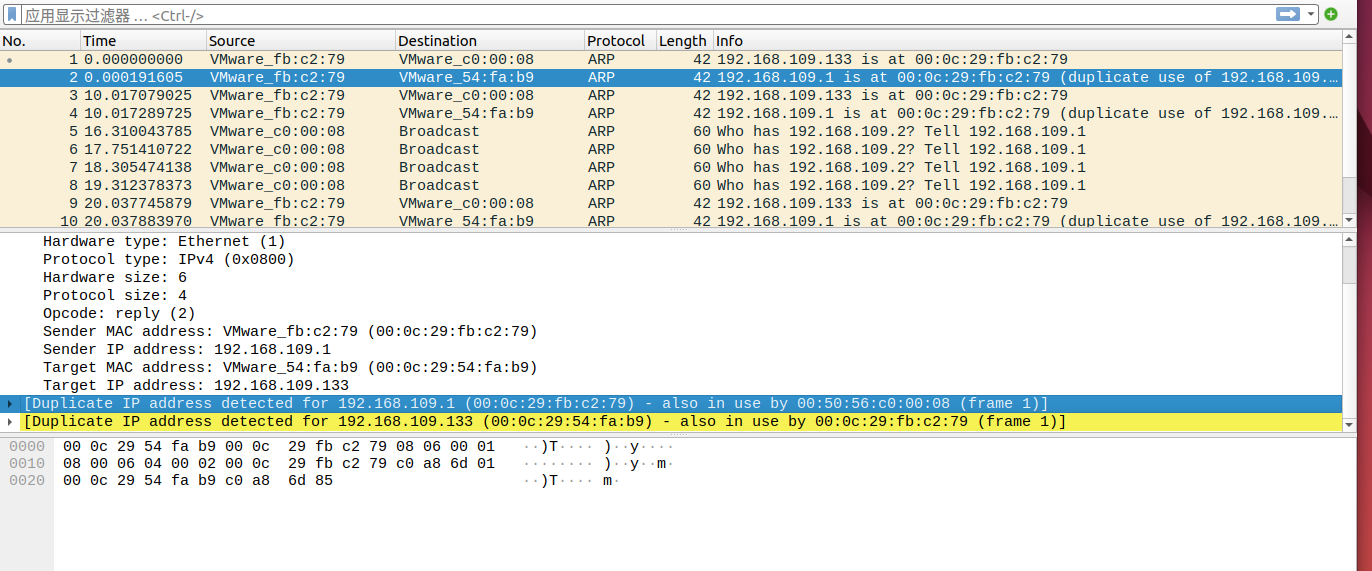 应用显示过滤器 … <Ctrl-/>
No. Time Source Destination Protocol Length Info
1 0.000000000 VMware_fb:c2:79 VMware_c0:00:08 ARP 42 192.168.109.133 is at 00:0c:29:fb:c2:79
2 0.000191605 VMware_fb:c2:79 VMware_54:fa:b9 ARP 42 192.168.109.1 is at 00:0c:29:fb:c2:79 (duplicate use of 192.168.109.…
3 10.017079025 VMware_fb:c2:79 VMware_c0:00:08 ARP 42 192.168.109.133 is at 00:0c:29:fb:c2:79
4 10.017289725 VMware_fb:c2:79 VMware_54:fa:b9 ARP 42 192.168.109.1 is at 00:0c:29:fb:c2:79 (duplicate use of 192.168.109.…
5 16.310043785 VMware_c0:00:08 Broadcast ARP 60 Who has 192.168.109.2? Tell 192.168.109.1
6 17.751410722 VMware_c0:00:08 Broadcast ARP 60 Who has 192.168.109.2? Tell 192.168.109.1
7 18.305474138 VMware_c0:00:08 Broadcast ARP 60 Who has 192.168.109.2? Tell 192.168.109.1
8 19.312378373 VMware_c0:00:08 Broadcast ARP 60 Who has 192.168.109.2? Tell 192.168.109.1
9 20.037745879 VMware_fb:c2:79 VMware_c0:00:08 ARP 42 192.168.109.133 is at 00:0c:29:fb:c2:79
10 20.037883970 VMware_fb:c2:79 VMware_54:fa:b9 ARP 42 192.168.109.1 is at 00:0c:29:fb:c2:79 (duplicate use of 192.168.109.…
Hardware type: Ethernet (1)
Protocol type: IPv4 (0x0800)
Hardware size: 6
Protocol size: 4
Opcode: reply (2)
Sender MAC address: VMware_fb:c2:79 (00:0c:29:fb:c2:79)
Sender IP address: 192.168.109.1
Target MAC address: VMware_54:fa:b9 (00:0c:29:54:fa:b9)
Target IP address: 192.168.109.133
[Duplicate IP address detected for 192.168.109.1 (00:0c:29:fb:c2:79) - also in use by 00:50:56:c0:00:08 (frame 1)]
[Duplicate IP address detected for 192.168.109.133 (00:0c:29:54:fa:b9) - also in use by 00:0c:29:fb:c2:79 (frame 1)]
0000 00 0c 29 54 fa b9 00 0c 29 fb c2 79 08 06 00 01 ··)T···· )··y····
0010 08 00 06 04 00 02 00 0c 29 fb c2 79 c0 a8 6d 01 ········ )··y··m·
0020 00 0c 29 54 fa b9 c0 a8 6d 85 ··)T···· m·